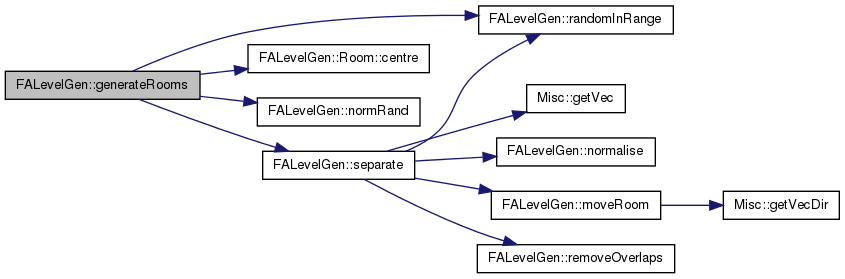 FALevelGen::generateRooms
FALevelGen::randomInRange
FALevelGen::Room::centre
FALevelGen::normRand
FALevelGen::separate
Misc::getVec
FALevelGen::normalise
FALevelGen::moveRoom
Misc::getVecDir
FALevelGen::removeOverlaps